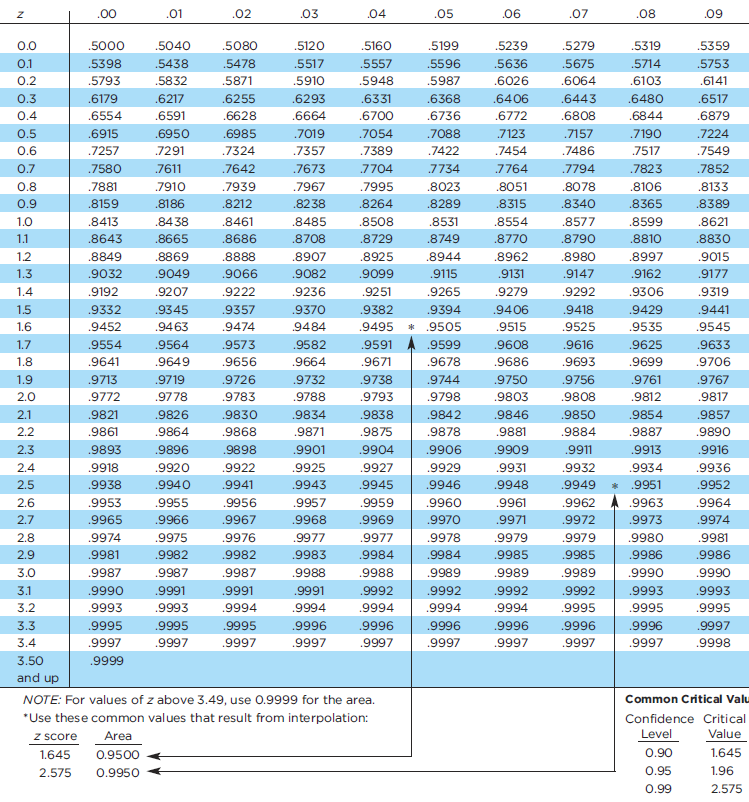 z .00 .01 .02 .03 .04 .05 .06 .07 .08 .09
0.0 .5000 .5040 .5080 .5120 .5160 .5199 .5239 .5279 .5319 .5359
0.1 .5398 .5438 .5478 .5517 .5557 .5596 .5636 .5675 .5714 .5753
0.2 .5793 .5832 .5871 .5910 .5948 .5987 .6026 .6064 .6103 .6141
0.3 .6179 .6217 .6255 .6293 .6331 .6368 .6406 .6443 .6480 .6517
0.4 .6554 .6591 .6628 .6664 .6700 .6736 .6772 .6808 .6844 .6879
0.5 .6915 .6950 .6985 .7019 .7054 .7088 .7123 .7157 .7190 .7224
0.6 .7257 .7291 .7324 .7357 .7389 .7422 .7454 .7486 .7517 .7549
0.7 .7580 .7611 .7642 .7673 .7704 .7734 .7764 .7794 .7823 .7852
0.8 .7881 .7910 .7939 .7967 .7995 .8023 .8051 .8078 .8106 .8133
0.9 .8159 .8186 .8212 .8238 .8264 .8289 .8315 .8340 .8365 .8389
1.0 .8413 .8438 .8461 .8485 .8508 .8531 .8554 .8577 .8599 .8621
1.1 .8643 .8665 .8686 .8708 .8729 .8749 .8770 .8790 .8810 .8830
1.2 .8849 .8869 .8888 .8907 .8925 .8944 .8962 .8980 .8997 .9015
1.3 .9032 .9049 .9066 .9082 .9099 .9115 .9131 .9147 .9162 .9177
1.4 .9192 .9207 .9222 .9236 .9251 .9265 .9279 .9292 .9306 .9319
1.5 .9332 .9345 .9357 .9370 .9382 .9394 .9406 .9418 .9429 .9441
1.6 .9452 .9463 .9474 .9484 .9495 * .9505 .9515 .9525 .9535 .9545
1.7 .9554 .9564 .9573 .9582 .9591 .9599 .9608 .9616 .9625 .9633
1.8 .9641 .9649 .9656 .9664 .9671 .9678 .9686 .9693 .9699 .9706
1.9 .9713 .9719 .9726 .9732 .9738 .9744 .9750 .9756 .9761 .9767
2.0 .9772 .9778 .9783 .9788 .9793 .9798 .9803 .9808 .9812 .9817
2.1 .9821 .9826 .9830 .9834 .9838 .9842 .9846 .9850 .9854 .9857
2.2 .9861 .9864 .9868 .9871 .9875 .9878 .9881 .9884 .9887 .9890
2.3 .9893 .9896 .9898 .9901 .9904 .9906 .9909 .9911 .9913 .9916
2.4 .9918 .9920 .9922 .9925 .9927 .9929 .9931 .9932 .9934 .9936
2.5 .9938 .9940 .9941 .9943 .9945 .9946 .9948 .9949 * .9951 .9952
2.6 .9953 .9955 .9956 .9957 .9959 .9960 .9961 .9962 .9963 .9964
2.7 .9965 .9966 .9967 .9968 .9969 .9970 .9971 .9972 .9973 .9974
2.8 .9974 .9975 .9976 .9977 .9977 .9978 .9979 .9979 .9980 .9981
2.9 .9981 .9982 .9982 .9983 .9984 .9984 .9985 .9985 .9986 .9986
3.0 .9987 .9987 .9987 .9988 .9988 .9989 .9989 .9989 .9990 .9990
3.1 .9990 .9991 .9991 .9991 .9992 .9992 .9992 .9992 .9993 .9993
3.2 .9993 .9993 .9994 .9994 .9994 .9994 .9994 .9995 .9995 .9995
3.3 .9995 .9995 .9995 .9996 .9996 .9996 .9996 .9996 .9996 .9997
3.4 .9997 .9997 .9997 .9997 .9997 .9997 .9997 .9997 .9997 .9998
3.50 .9999
and up
NOTE: For values of z above 3.49, use 0.9999 for the area.
*Use these common values that result from interpolation:
z score Area
1.645 0.9500
2.575 0.9950
Common Critical Valu
Confidence Critical
Level Value
0.90 1.645
0.95 1.96
0.99 2.575